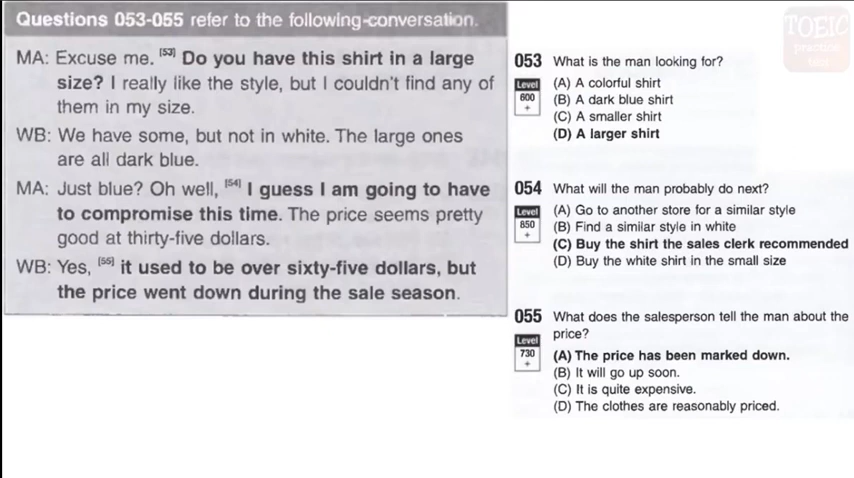 Questions 053-055 refer to the following conversation.
MA: Excuse me. [53] Do you have this shirt in a large
size? I really like the style, but I couldn't find any of
them in my size.
WB: We have some, but not in white. The large ones
are all dark blue.
MA: Just blue? Oh well, [54] I guess I am going to have
to compromise this time. The price seems pretty
good at thirty-five dollars.
WB: Yes, [55] it used to be over sixty-five dollars, but
the price went down during the sale season.
TOEIC
practice
test
053 What is the man looking for?
Level
600
+
(A) A colorful shirt
(B) A dark blue shirt
(C) A smaller shirt
(D) A larger shirt
054 What will the man probably do next?
Level
850
+
(A) Go to another store for a similar style
(B) Find a similar style in white
(C) Buy the shirt the sales clerk recommended
(D) Buy the white shirt in the small size
055 What does the salesperson tell the man about the
price?
Level
730
+
(A) The price has been marked down.
(B) It will go up soon.
(C) It is quite expensive.
(D) The clothes are reasonably priced.